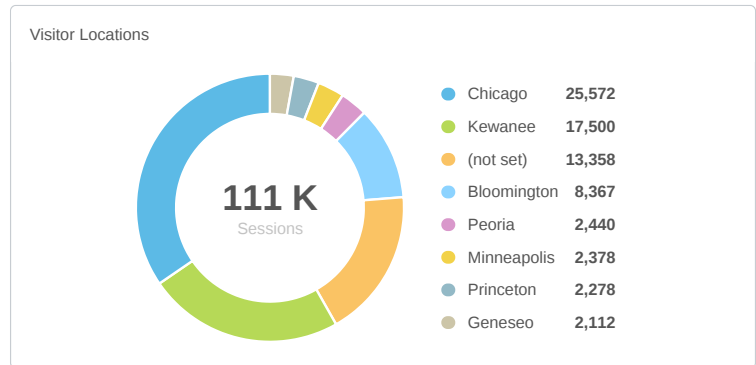 Visitor Locations
111 K
Sessions
Chicago 25,572
Kewanee 17,500
(not set) 13,358
Bloomington 8,367
Peoria 2,440
Minneapolis 2,378
Princeton 2,278
Geneseo 2,112